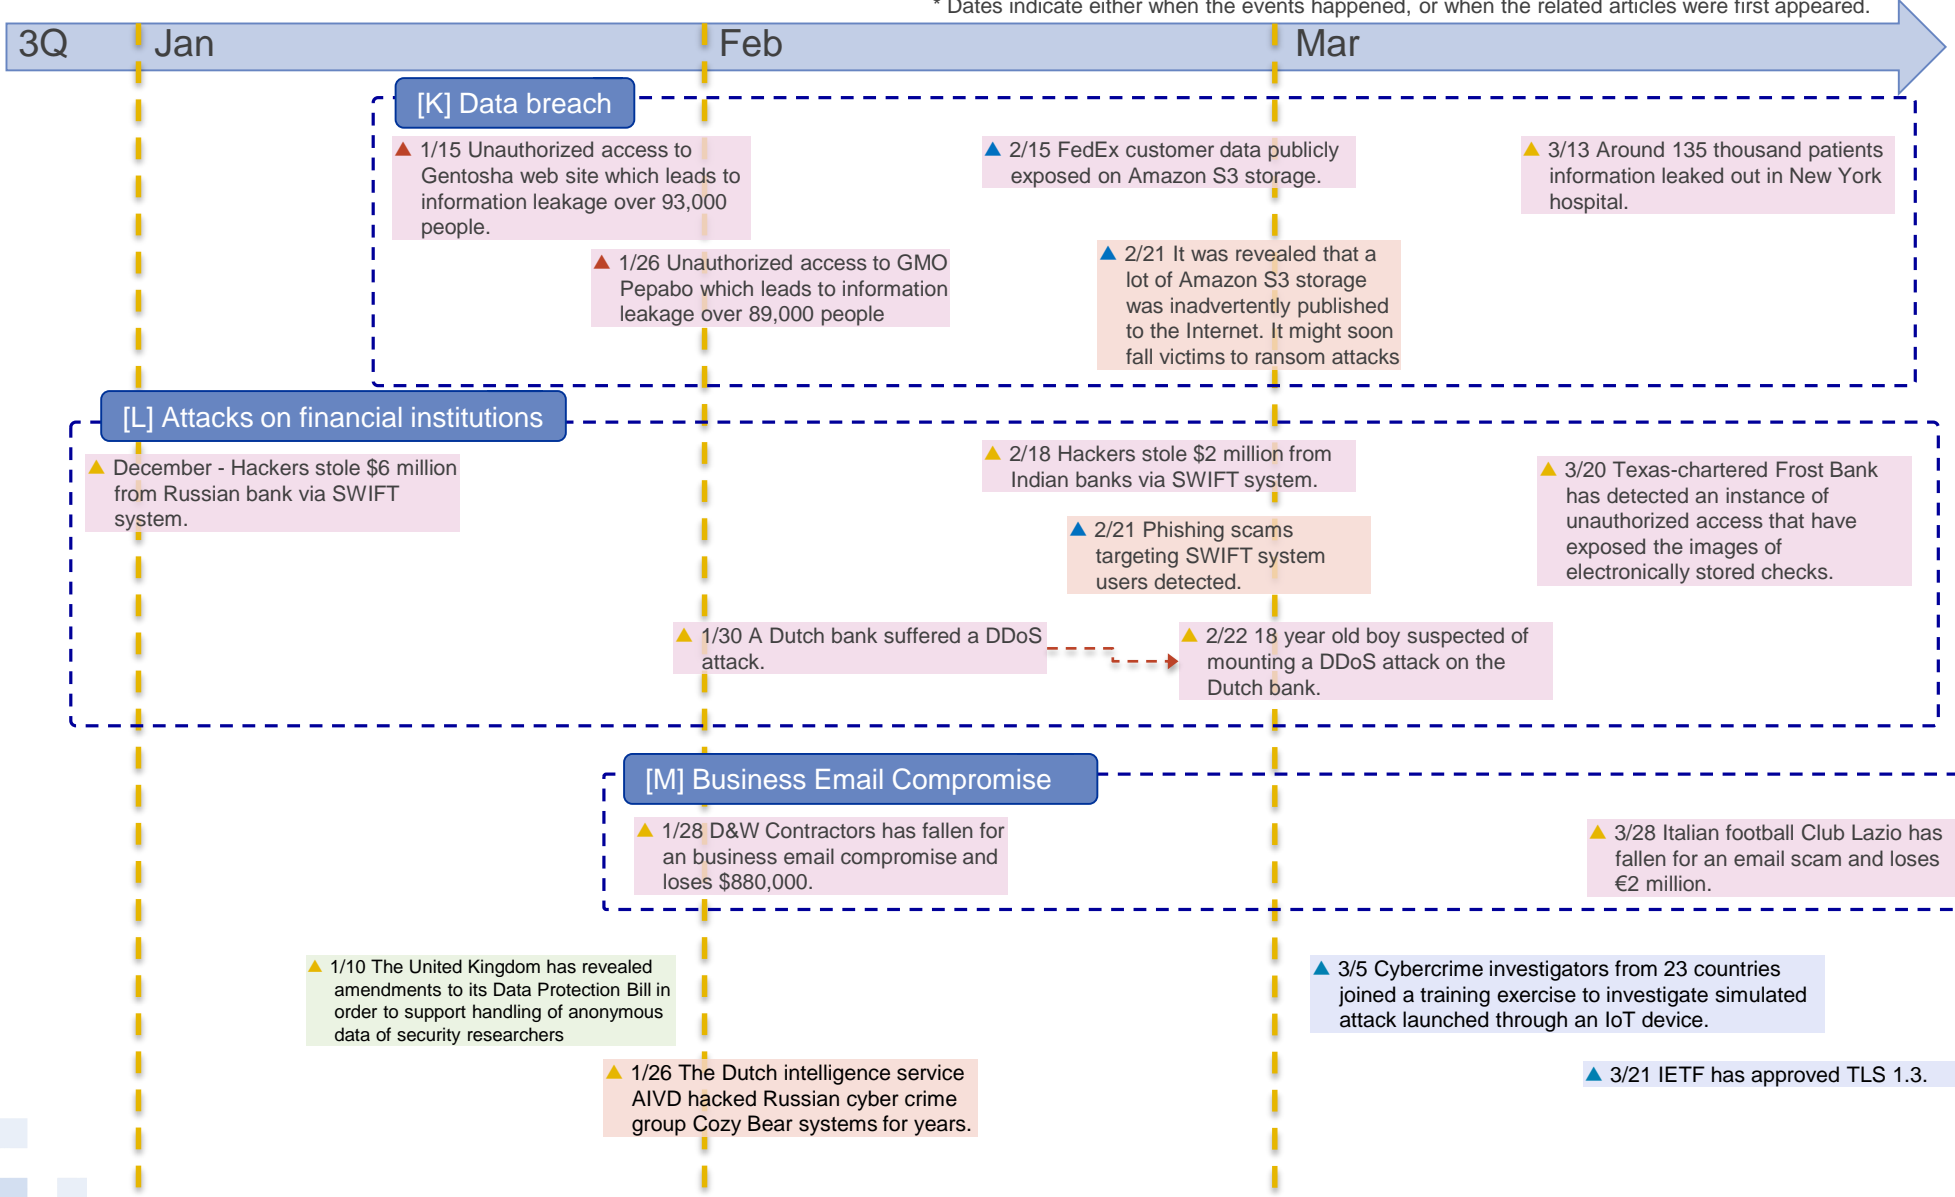 * Dates indicate either when the events happened, or when the related articles were first appeared.
3Q
Jan
Feb
Mar
[K] Data breach
▲ 1/15 Unauthorized access to
Gentosha web site which leads to
information leakage over 93,000
people.
▲ 2/15 FedEx customer data publicly
exposed on Amazon S3 storage.
▲ 3/13 Around 135 thousand patients
information leaked out in New York
hospital.
▲ 1/26 Unauthorized access to GMO
Pepabo which leads to information
leakage over 89,000 people
▲ 2/21 It was revealed that a
lot of Amazon S3 storage
was inadvertently published
to the Internet. It might soon
fall victims to ransom attacks
[L] Attacks on financial institutions
▲ December - Hackers stole $6 million
from Russian bank via SWIFT
system.
▲ 2/18 Hackers stole $2 million from
Indian banks via SWIFT system.
▲ 3/20 Texas-chartered Frost Bank
has detected an instance of
unauthorized access that have
exposed the images of
electronically stored checks.
▲ 2/21 Phishing scams
targeting SWIFT system
users detected.
▲ 1/30 A Dutch bank suffered a DDoS
attack.
▲ 2/22 18 year old boy suspected of
mounting a DDoS attack on the
Dutch bank.
[M] Business Email Compromise
▲ 1/28 D&W Contractors has fallen for
an business email compromise and
loses $880,000.
▲ 3/28 Italian football Club Lazio has
fallen for an email scam and loses
€2 million.
▲ 1/10 The United Kingdom has revealed
amendments to its Data Protection Bill in
order to support handling of anonymous
data of security researchers
▲ 3/5 Cybercrime investigators from 23 countries
joined a training exercise to investigate simulated
attack launched through an IoT device.
▲ 1/26 The Dutch intelligence service
AIVD hacked Russian cyber crime
group Cozy Bear systems for years.
▲ 3/21 IETF has approved TLS 1.3.